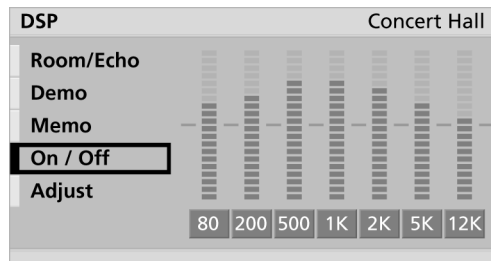 DSP Concert Hall
Room/Echo
Demo
Memo
On / Off
Adjust
80 200 500 1K 2K 5K 12K